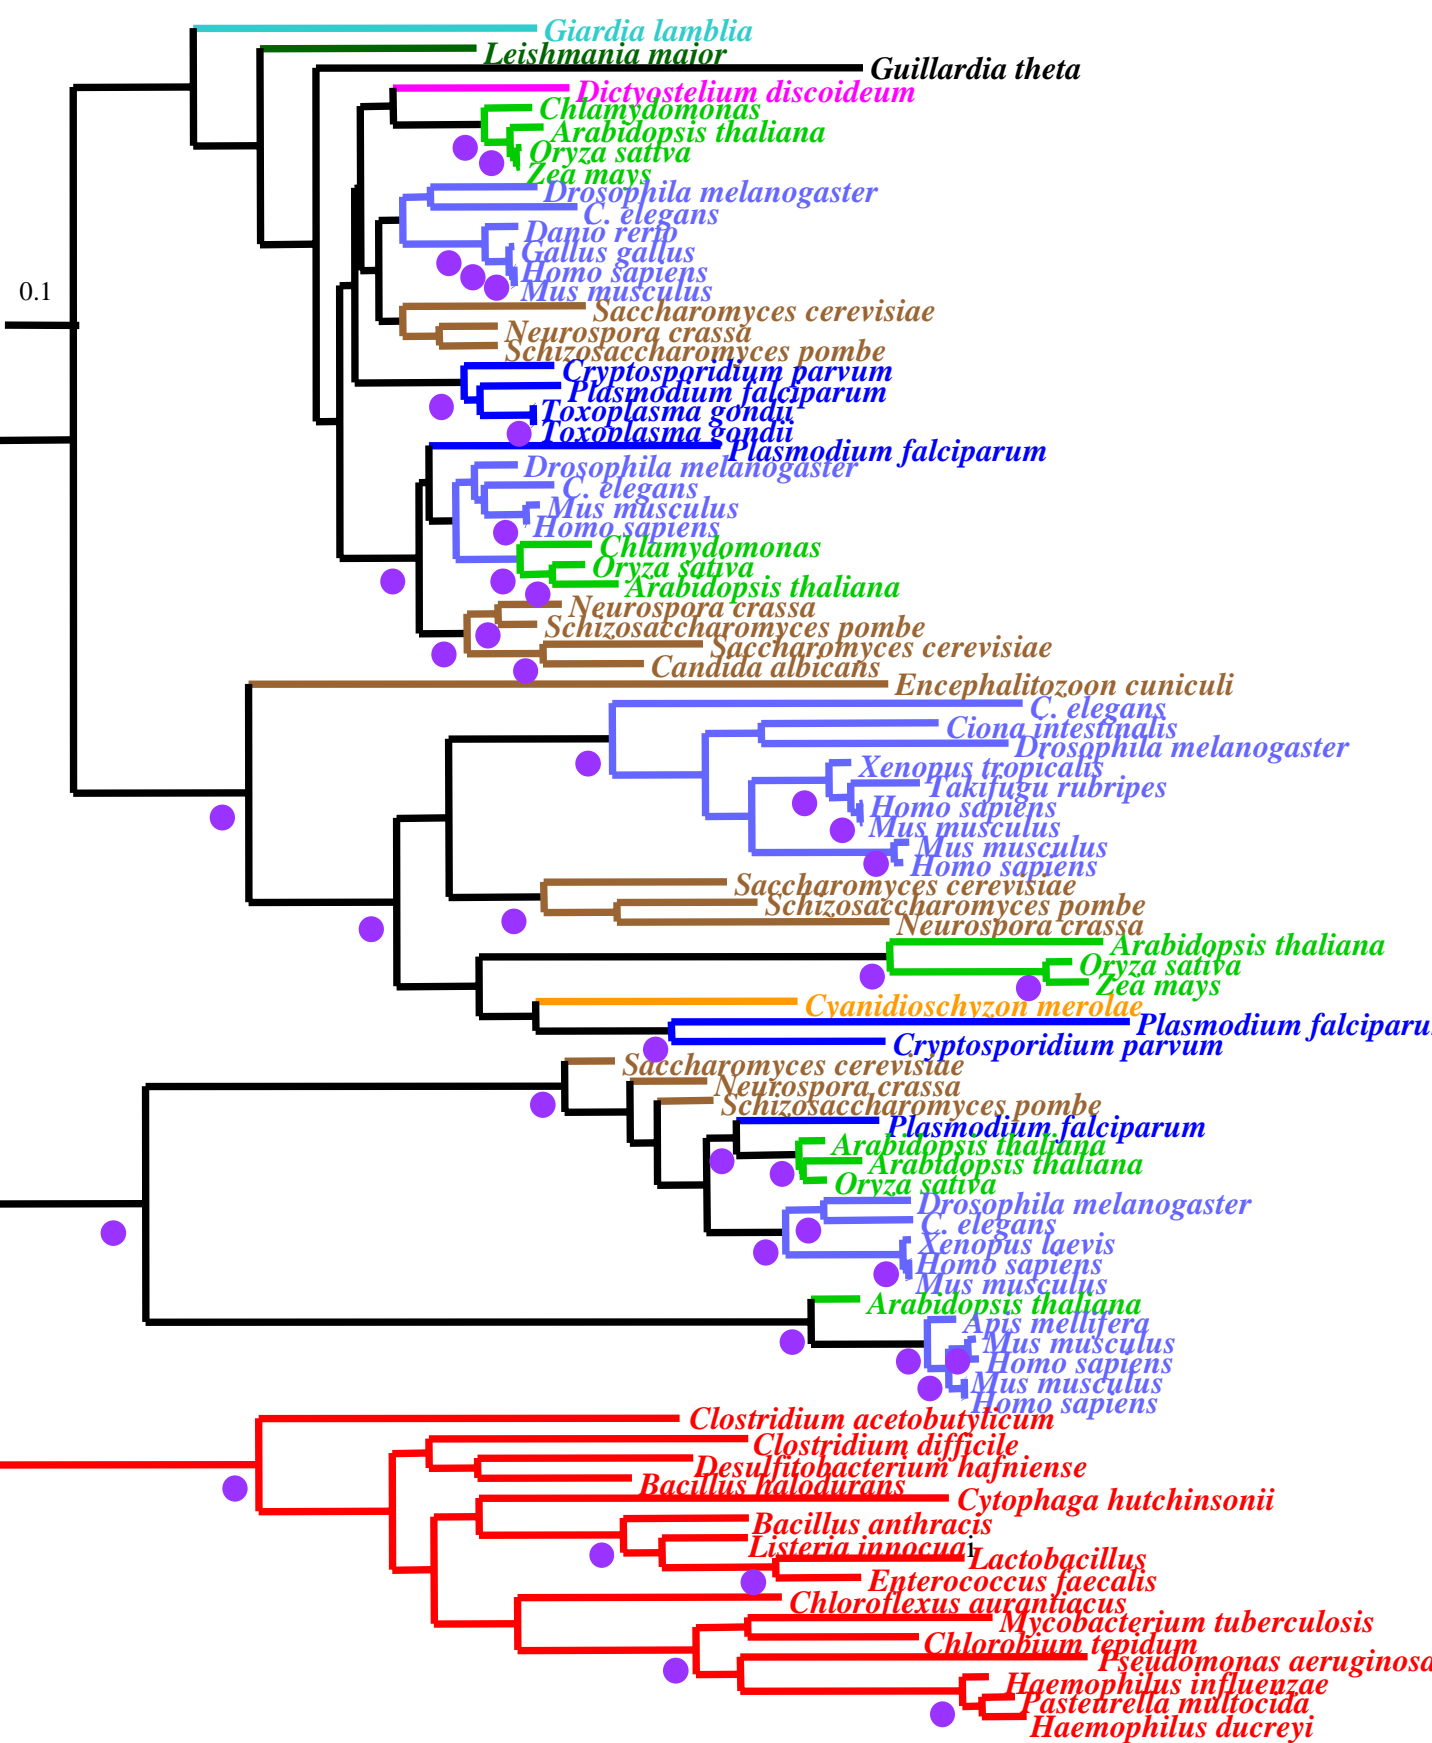 Giardia lamblia
Leishmania major
Guillardia theta
Dictyostelium discoideum
Chlamydomonas
Arabidopsis thaliana
Oryza sativa
Zea mays
Drosophila melanogaster
C. elegans
Danio rerio
Gallus gallus
Homo sapiens
0.1
Mus musculus
Saccharomyces cerevisiae
Neurospora crassa
Schizosaccharomyces pombe
Cryptosporidium parvum
Plasmodium falciparum
Toxoplasma gondii
Toxoplasma gondii
Plasmodium falciparum
Drosophila melanogaster
C. elegans
Mus musculus
Homo sapiens
Chlamydomonas
Oryza sativa
Arabidopsis thaliana
Neurospora crassa
Schizosaccharomyces pombe
Saccharomyces cerevisiae
Candida albicans
Encephalitozoon cuniculi
C. elegans
Ciona intestinalis
Drosophila melanogaster
Xenopus tropicalis
Takifugu rubripes
Homo sapiens
Mus musculus
Mus musculus
Homo sapiens
Saccharomyces cerevisiae
Schizosaccharomyces pombe
Neurospora crassa
Arabidopsis thaliana
Oryza sativa
Zea mays
Cyanidioschyzon merolae
Plasmodium falciparu
Cryptosporidium parvum
Saccharomyces cerevisiae
Neurospora crassa
Schizosaccharomyces pombe
Plasmodium falciparum
Arabidopsis thaliana
Arabidopsis thaliana
Oryza sativa
Drosophila melanogaster
C. elegans
Xenopus laevis
Homo sapiens
Mus musculus
Arabidopsis thaliana
Apis mellifera
Mus musculus
Homo sapiens
Mus musculus
Homo sapiens
Clostridium acetobutylicum
Clostridium difficile
Desulfitobacterium hafniense
Bacillus halodurans
Cytophaga hutchinsonii
Bacillus anthracis
Listeria innocuai
Lactobacillus
Enterococcus faecalis
Chloroflexus aurantiacus
Mycobacterium tuberculosis
Chlorobium tepidum
Pseudomonas aeruginosa
Haemophilus influenzae
Pasteurella multocida
Haemophilus ducreyi